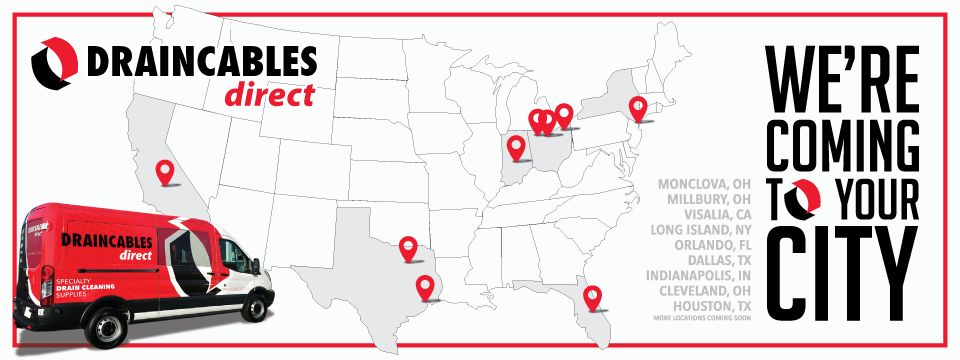 DRAINCABLES
direct
WE'RE
COMING
TO YOUR
CITY
MONCLOVA, OH
MILLBURY, OH
VISALIA, CA
LONG ISLAND, NY
ORLANDO, FL
DALLAS, TX
INDIANAPOLIS, IN
CLEVELAND, OH
HOUSTON, TX
MORE LOCATIONS COMING SOON
DRAINCABLES
direct
SPECIALTY
DRAIN CLEANING
SUPPLIES